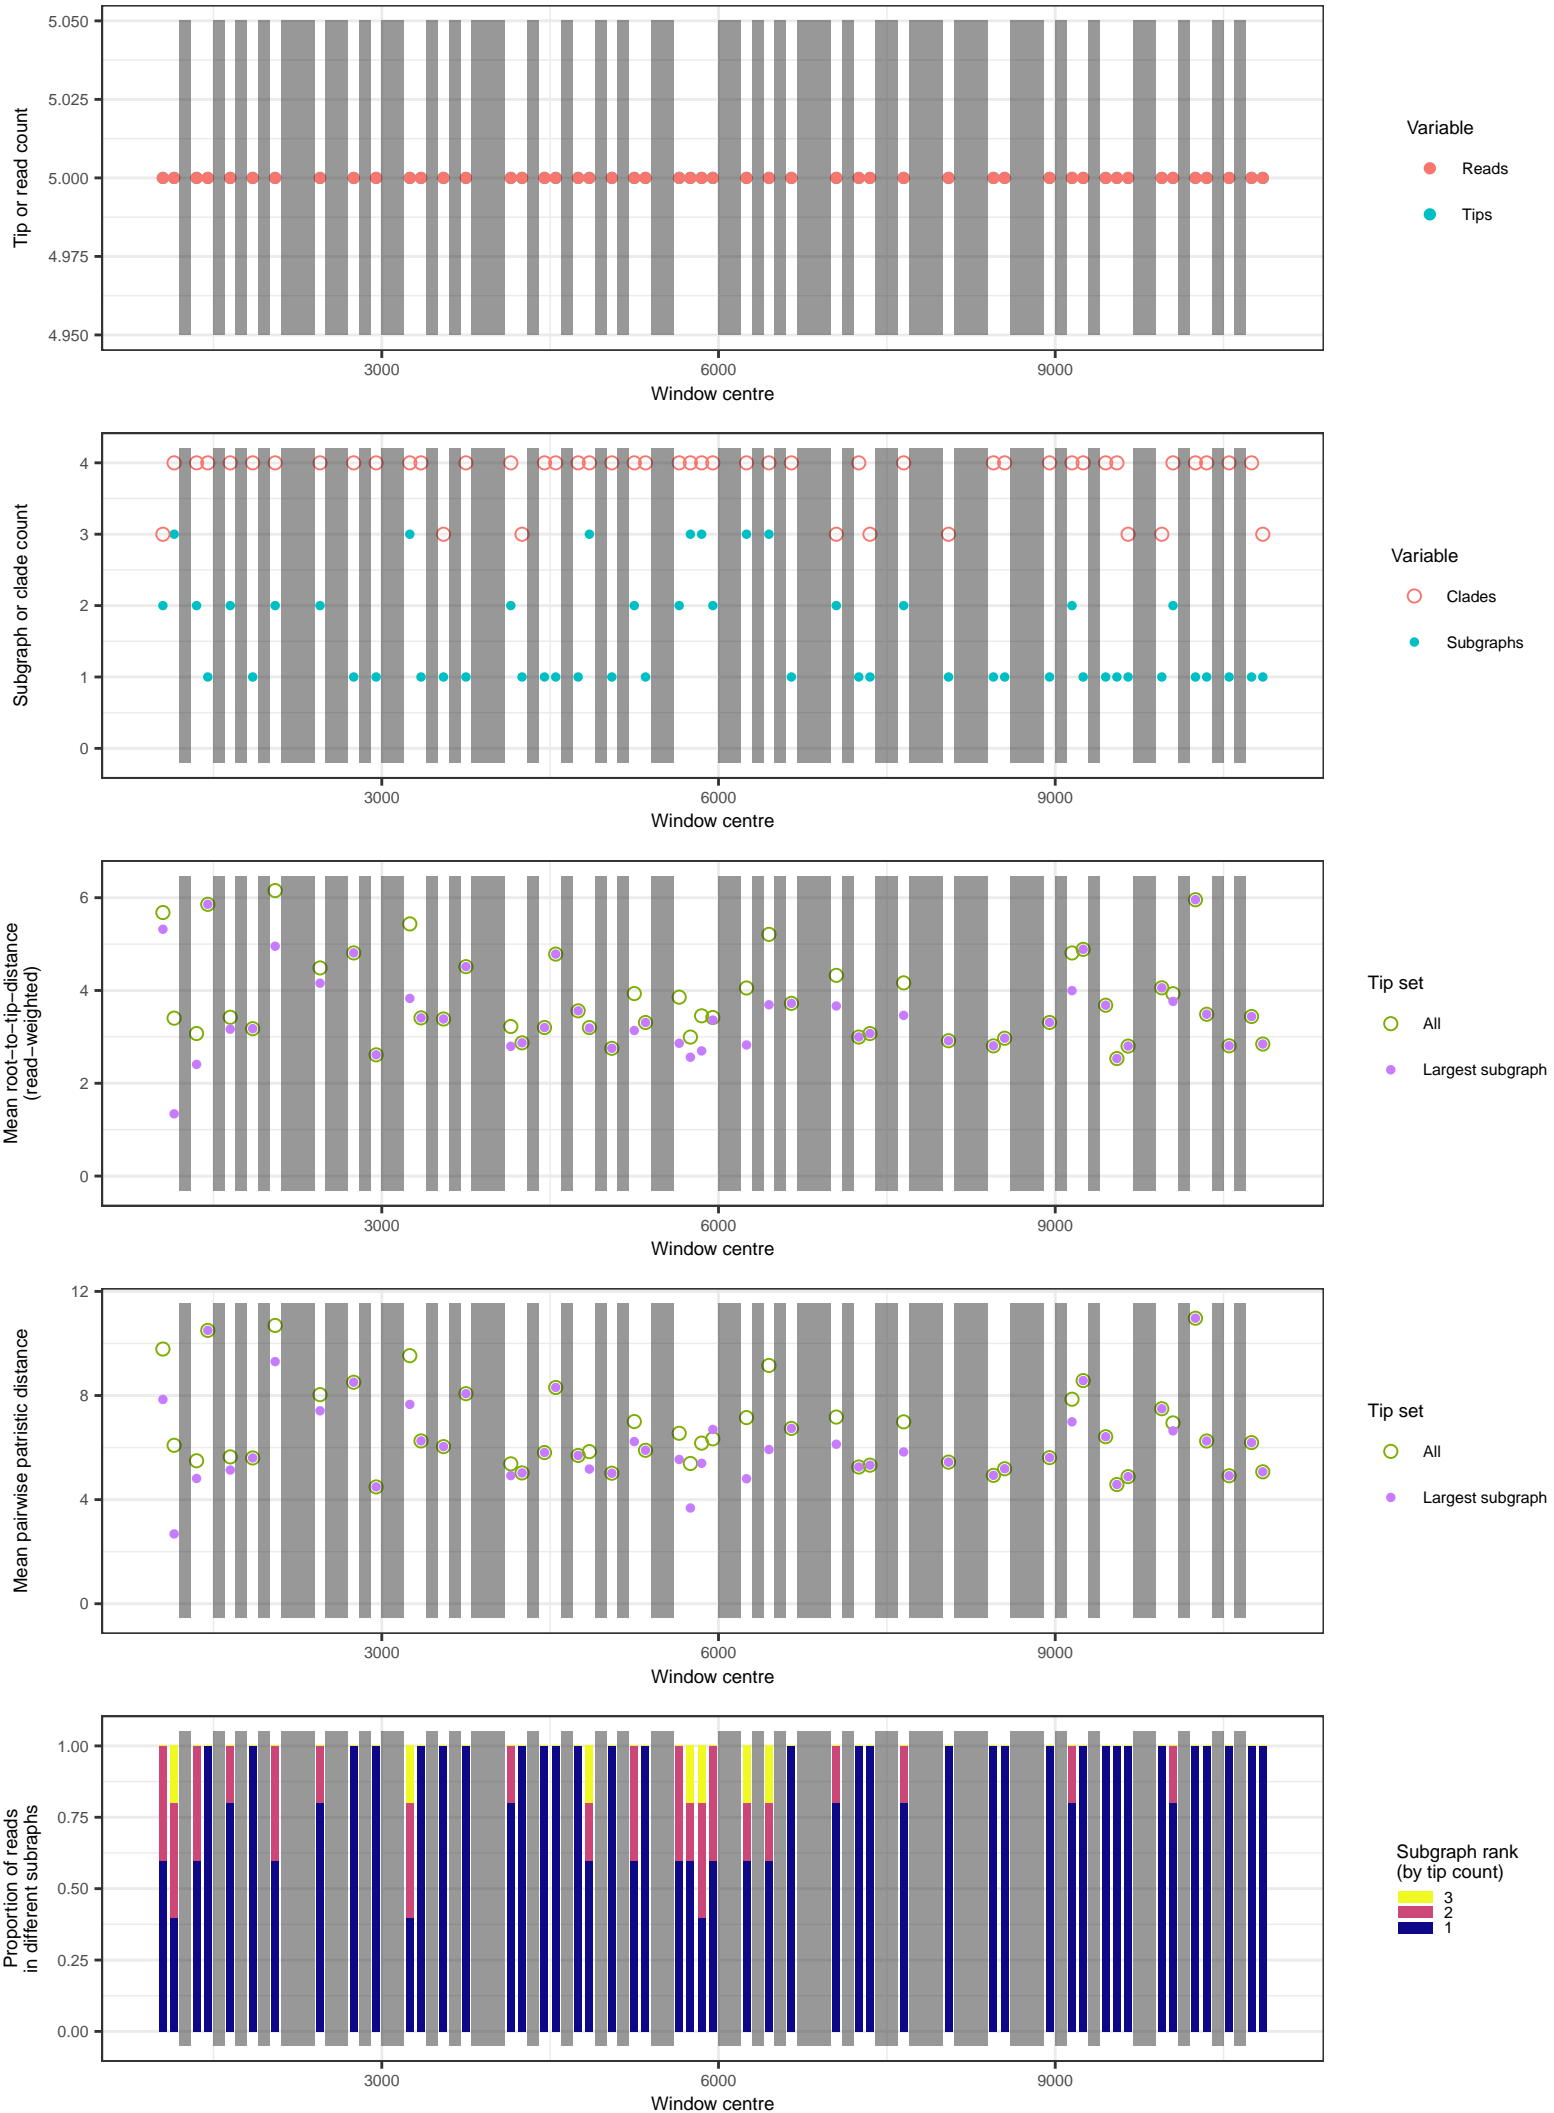 5.050
5.025
5.000
4.975
4.950
Tip or read count
3000
6000
9000
Window centre
Variable
Reads
Tips
4
3
2
1
0
Subgraph or clade count
3000
6000
9000
Window centre
Variable
Clades
Subgraphs
6
4
2
0
Mean root−to−tip−distance
(read−weighted)
3000
6000
9000
Window centre
Tip set
All
Largest subgraph
12
8
4
0
Mean pairwise patristic distance
3000
6000
9000
Window centre
Tip set
All
Largest subgraph
1.00
0.75
0.50
0.25
0.00
Proportion of reads
in different subraphs
3000
6000
9000
Window centre
Subgraph rank
(by tip count)
3
2
1